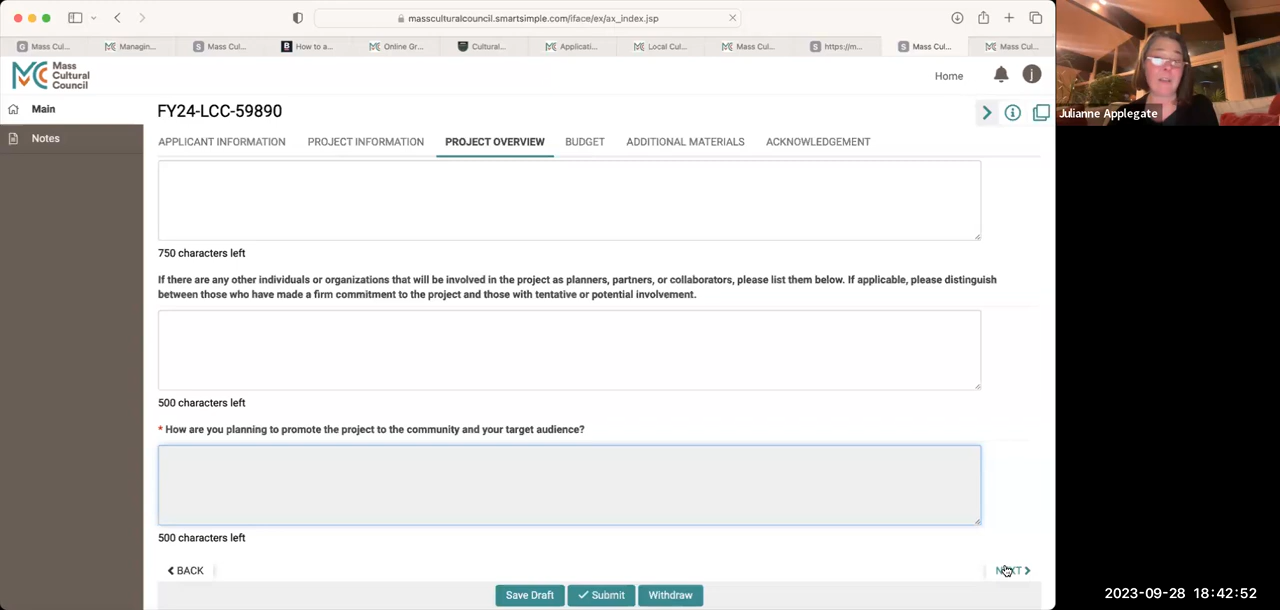 massculturalcouncil.smartsimple.com/iface/ex/ax_index.jsp
Mass Cul...
Managin...
Mass Cul...
How to a...
Online Gr...
Cultural...
Applicati...
Local Cul...
Mass Cul...
https://m...
Mass Cul...
Mass Cul...
Mass
Cultural
Council
Home
j
Main
Notes
FY24-LCC-59890
APPLICANT INFORMATION
PROJECT INFORMATION
PROJECT OVERVIEW
BUDGET
ADDITIONAL MATERIALS
ACKNOWLEDGEMENT
Julianne Applegate
750 characters left
If there are any other individuals or organizations that will be involved in the project as planners, partners, or collaborators, please list them below. If applicable, please distinguish
between those who have made a firm commitment to the project and those with tentative or potential involvement.
500 characters left
* How are you planning to promote the project to the community and your target audience?
500 characters left
BACK
NEXT
Save Draft
Submit
Withdraw
2023-09-28 18:42:52